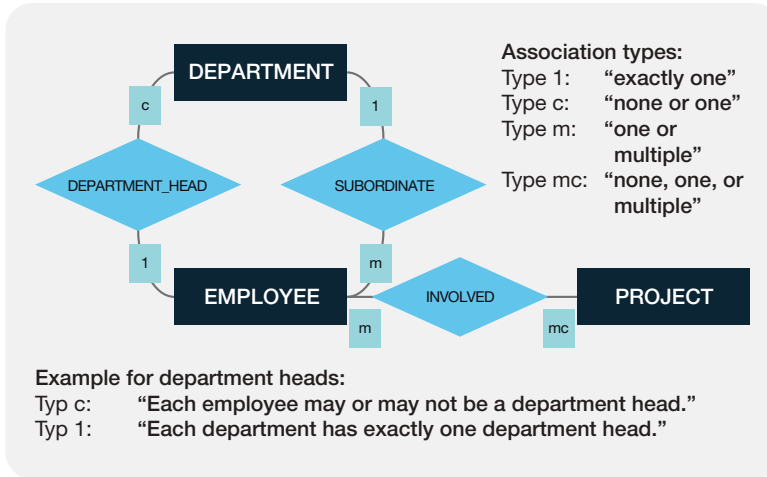 DEPARTMENT
c
1
DEPARTMENT_HEAD
SUBORDINATE
1
m
EMPLOYEE
INVOLVED
PROJECT
m
mc
Association types:
Type 1: “exactly one”
Type c: “none or one”
Type m: “one or
multiple”
Type mc: “none, one, or
multiple”
Example for department heads:
Typ c: “Each employee may or may not be a department head.”
Typ 1: “Each department has exactly one department head.”